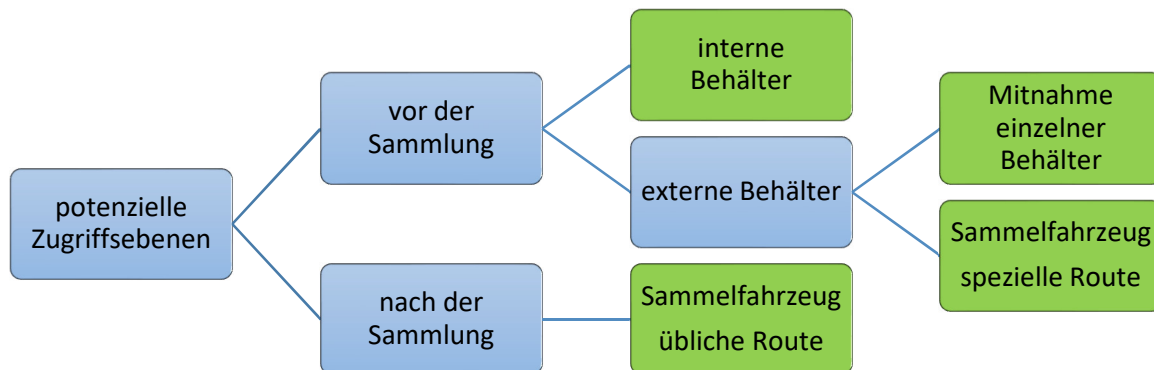 interne
Behälter
vor der
Sammlung
Mitnahme
einzelner
Behälter
externe Behälter
potenzielle
Zugriffsebenen
Sammelfahrzeug
spezielle Route
nach der
Sammlung
Sammelfahrzeug
übliche Route